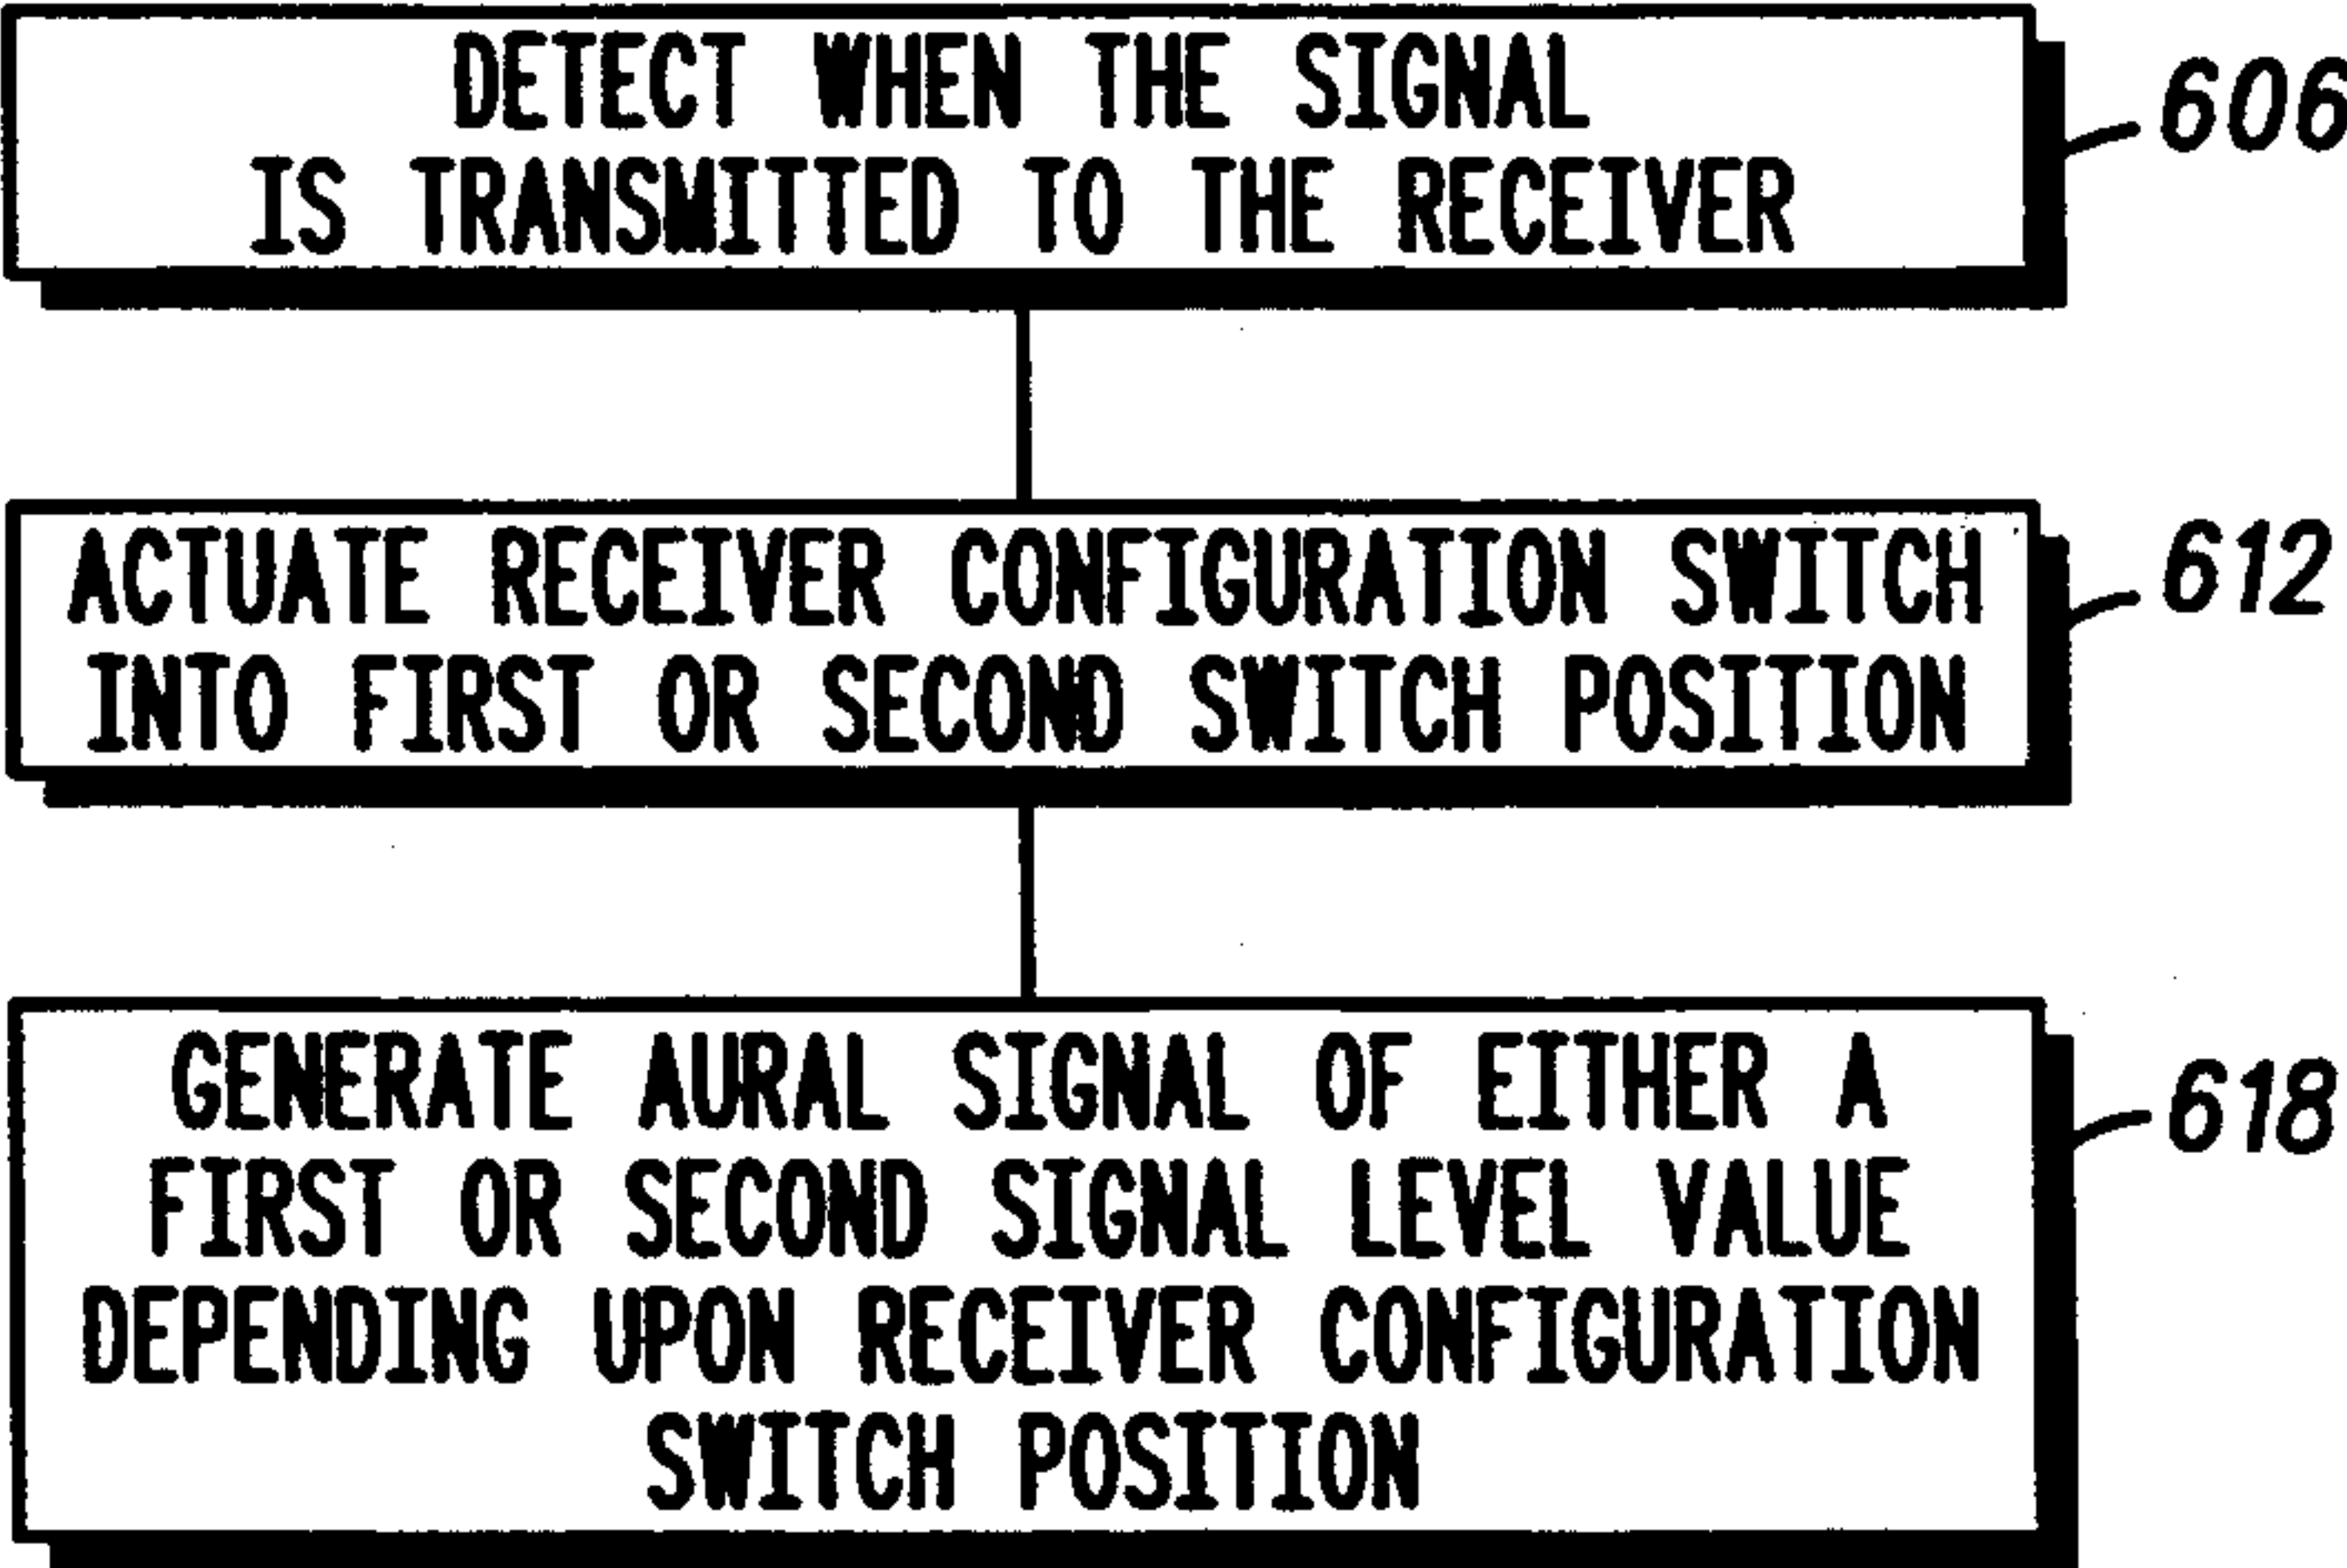 DETECT WHEN THE SIGNAL
IS TRANSMITTED TO THE RECEIVER
606
ACTUATE RECEIVER CONFIGURATION SWITCH
INTO FIRST OR SECOND SWITCH POSITION
612
GENERATE AURAL SIGNAL OF EITHER A
FIRST OR SECOND SIGNAL LEVEL VALUE
DEPENDING UPON RECEIVER CONFIGURATION
SWITCH POSITION
618